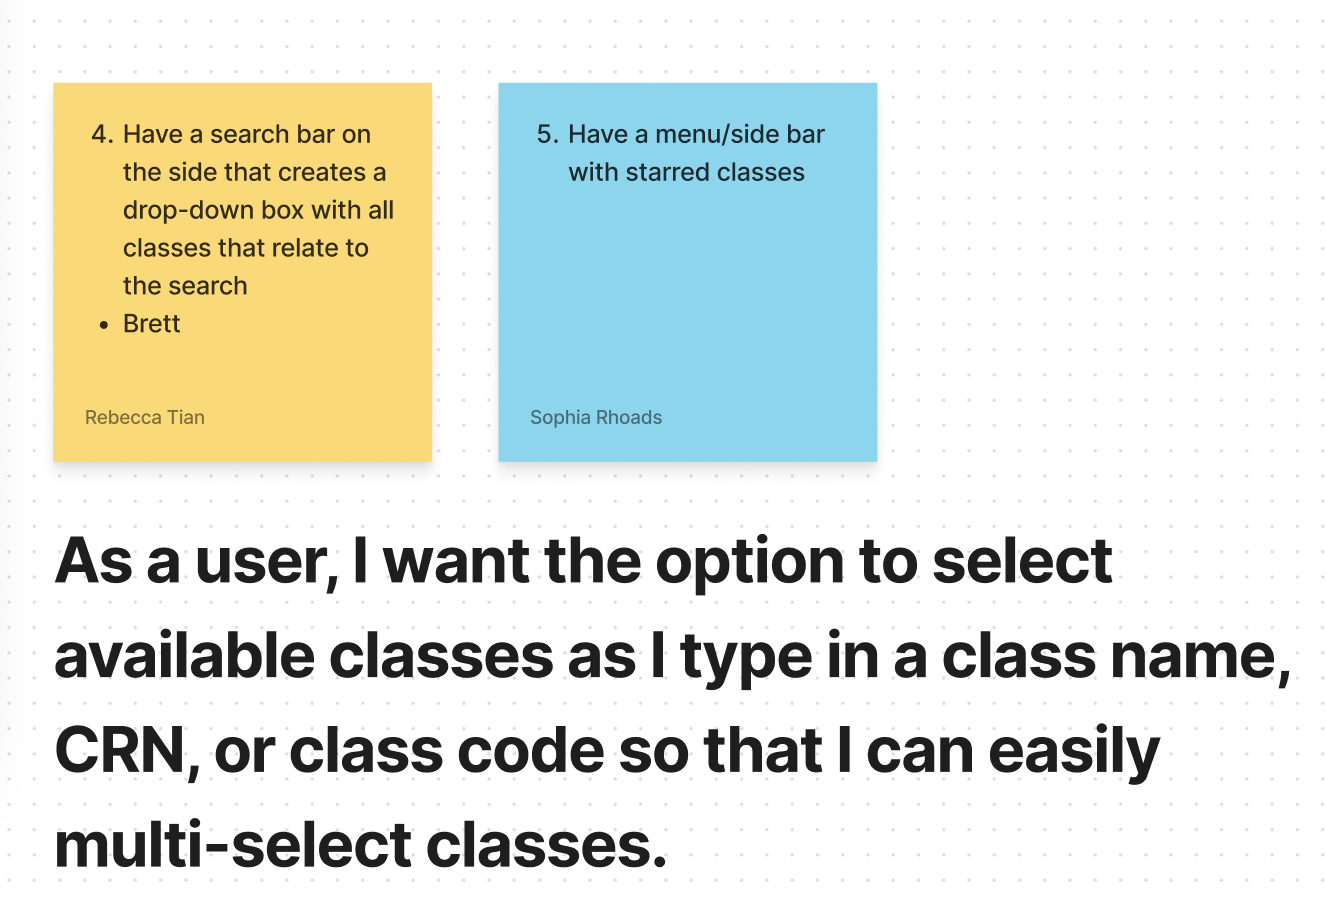 4. Have a search bar on
the side that creates a
drop-down box with all
classes that relate to
the search
• Brett
Rebecca Tian
5. Have a menu/side bar
with starred classes
Sophia Rhoads
As a user, I want the option to select
available classes as I type in a class name,
CRN, or class code so that I can easily
multi-select classes.